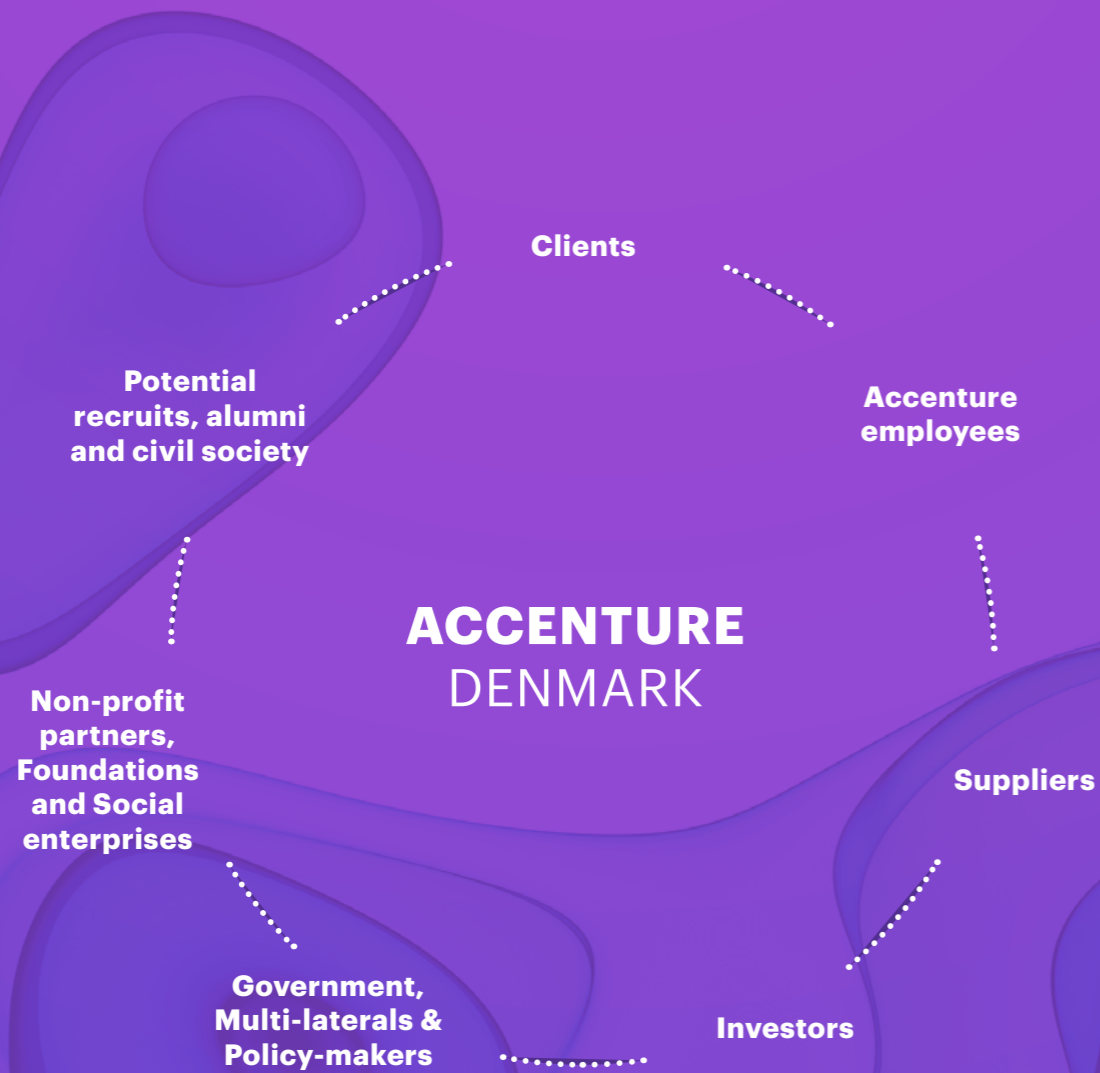 Clients
Potential
recruits, alumni
and civil society
Accenture
employees
ACCENTURE
DENMARK
Non-profit
partners,
Foundations
and Social
enterprises
Suppliers
Government,
Multi-laterals &
Policy-makers
Investors